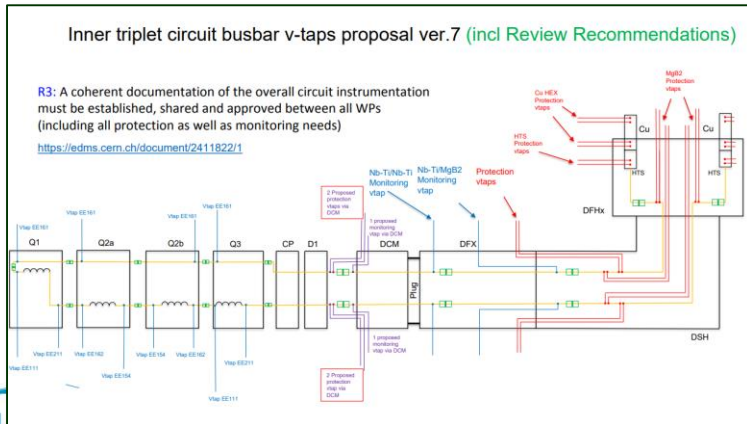 Inner triplet circuit busbar v-taps proposal ver.7 (incl Review Recommendations)
R3: A coherent documentation of the overall circuit instrumentation
must be established, shared and approved between all WPs
(including all protection as well as monitoring needs)
https://edms.cern.ch/document/2411822/1
MgB2
Protection
vtaps
Cu HEX
Protection
vtaps
Cu
Cu
HTS
Protection
vtaps
HTS
HTS
DFHx
Nb-Ti/Nb-Ti
Monitoring
vtap
Nb-Ti/MgB2
Monitoring
vtap
Protection
vtaps
2 Proposed
protection
vtaps via
DCM
1 proposed
monitoring
vtap via DCM
Vtap EE161
Vtap EE161
Vtap EE161
Vtap EE161
Q1
Q2a
Q2b
Q3
CP
D1
DCM
DFX
Plug
DSH
Vtap EE211
Vtap EE162
Vtap EE154
Vtap EE154
Vtap EE162
Vtap EE211
Vtap EE111
Vtap EE111
1 proposed
monitoring
vtap via DCM
2 Proposed
protection
vtap via
DCM